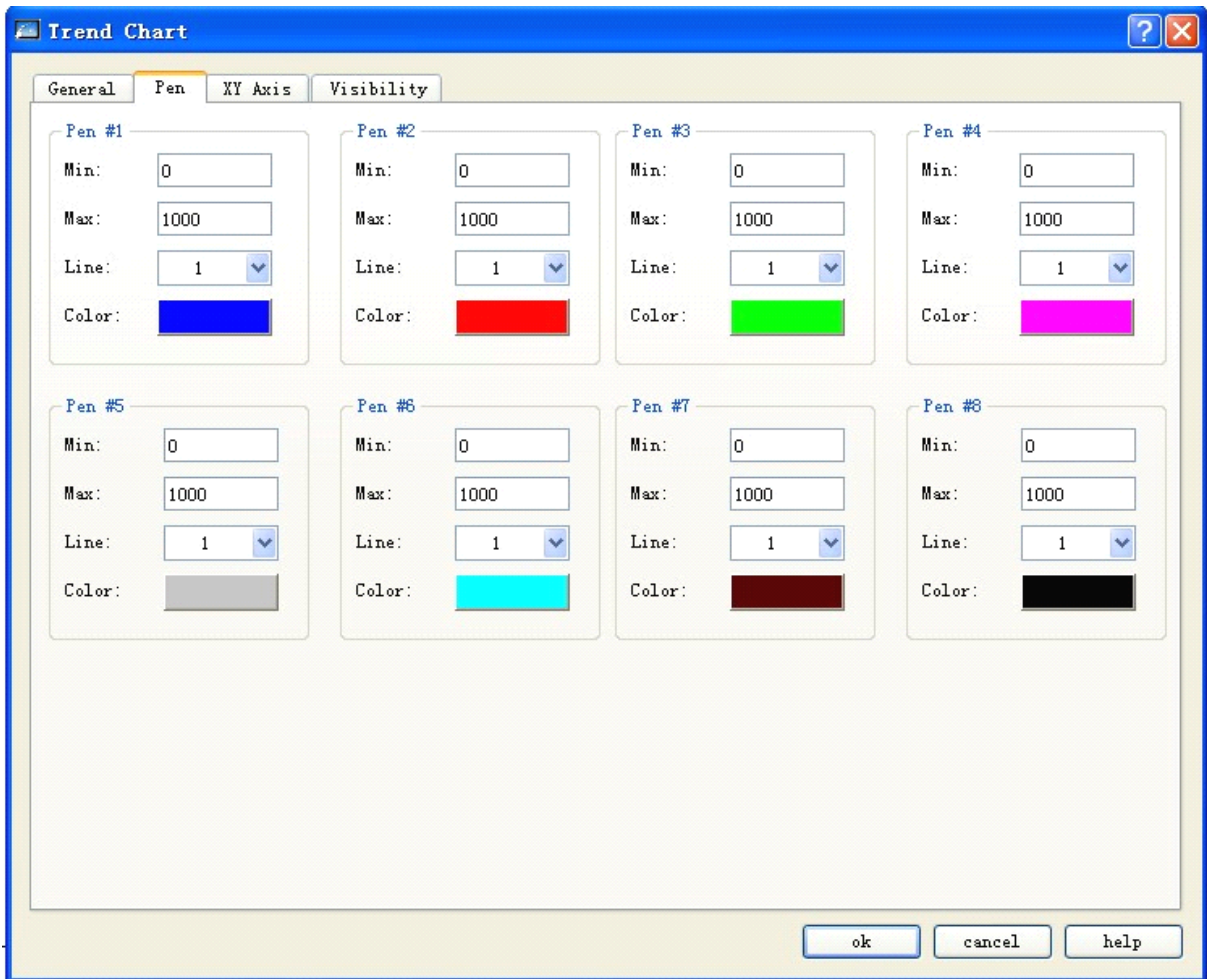 Trend Chart
General Pen XY Axis Visibility
Pen #1 Pen #2 Pen #3 Pen #4
Min: 0 Min: 0 Min: 0 Min: 0
Max: 1000 Max: 1000 Max: 1000 Max: 1000
Line: 1 Line: 1 Line: 1 Line: 1
Color: Color: Color: Color:
Pen #5 Pen #6 Pen #7 Pen #8
Min: 0 Min: 0 Min: 0 Min: 0
Max: 1000 Max: 1000 Max: 1000 Max: 1000
Line: 1 Line: 1 Line: 1 Line: 1
Color: Color: Color: Color:
ok cancel help